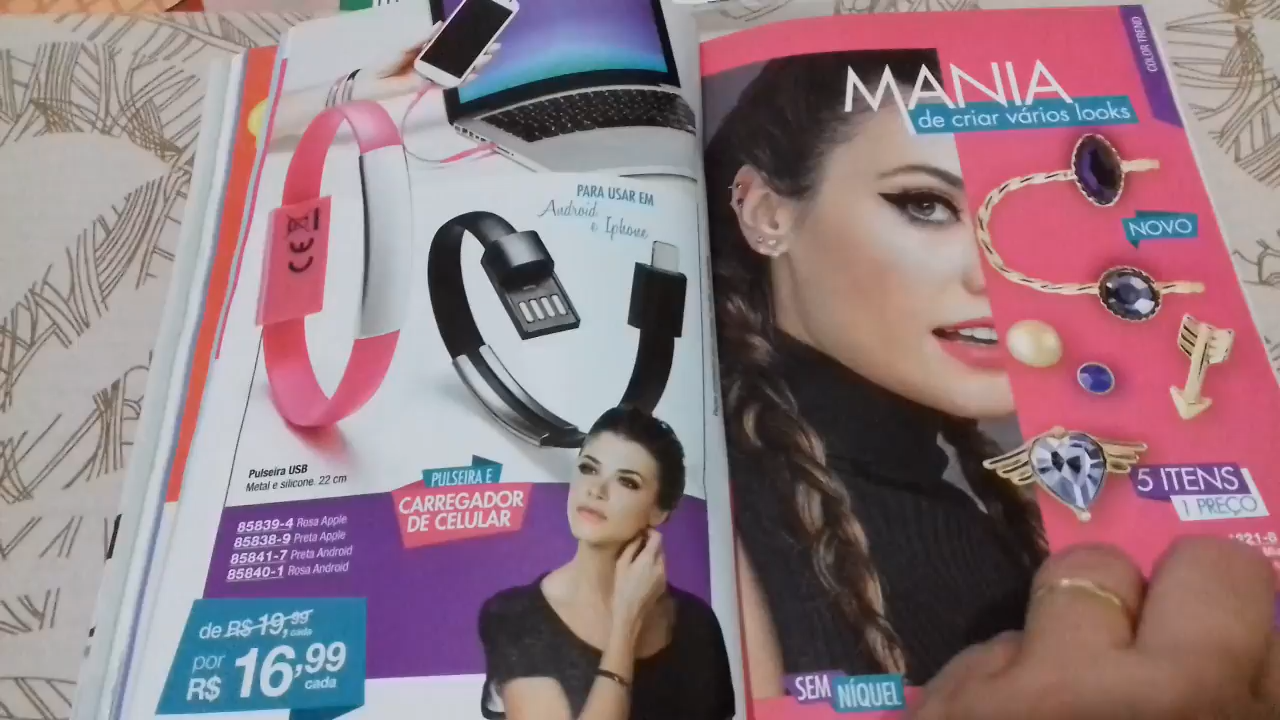 PARA USAR EM
Android
e Iphone
CE
Pulseira USB
Metal e silicone. 22 cm
PULSEIRA E
CARREGADOR
DE CELULAR
85839-4 Rosa Apple
85838-9 Preta Apple
85841-7 Preta Android
85840-1 Rosa Android
de R$ 19,99
cada
por
R$ 16,99
cada
COLOR TREND
MANIA
de criar vários looks
NOVO
5 ITENS
1 PREÇO
SEM NÍQUEL